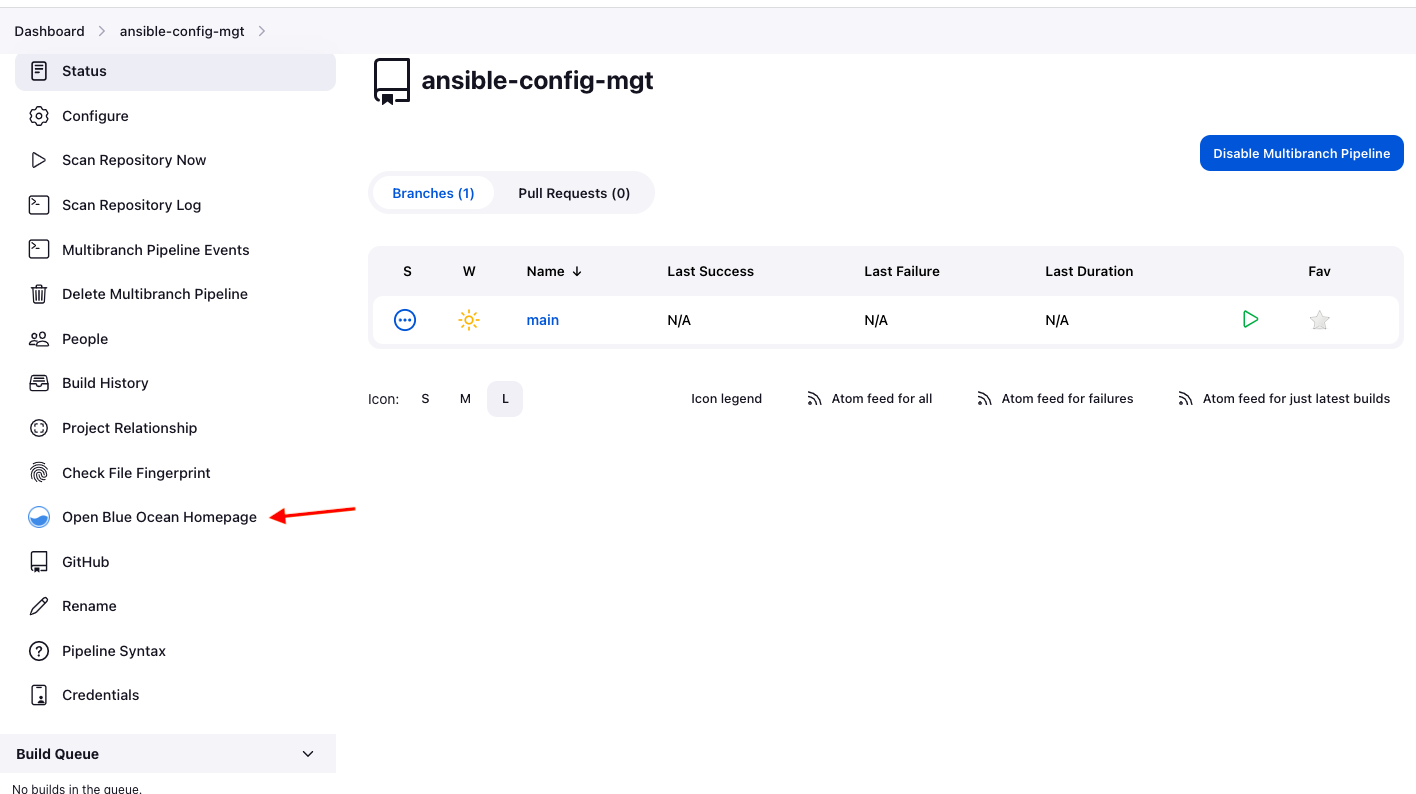 Dashboard ansible-config-mgt
Status
Configure
Scan Repository Now
Scan Repository Log
Multibranch Pipeline Events
Delete Multibranch Pipeline
People
Build History
Project Relationship
Check File Fingerprint
Open Blue Ocean Homepage
GitHub
Rename
Pipeline Syntax
Credentials
Build Queue
No builds in the queue.
ansible-config-mgt
Disable Multibranch Pipeline
Branches (1) Pull Requests (0)
S W Name ↓ Last Success Last Failure Last Duration Fav
main N/A N/A N/A
Icon: S M L Icon legend Atom feed for all Atom feed for failures Atom feed for just latest builds